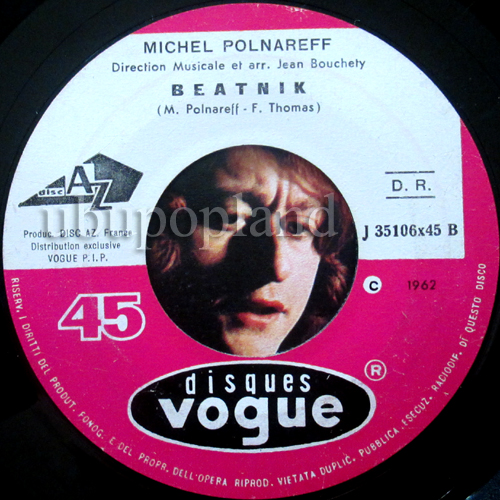 MICHEL POLNAREFF
Direction Musicale et arr. Jean Bouchety
BEATNIK
(M. Polnareff - F. Thomas)
disc AZ
D. R.
ubupopland
Produc. DISC AZ, France
Distribution exclusive
VOGUE P.I.P.
J 35106x45 B
C 1962
45
disques
vogue
®
RISERV. I DIRITTI DEL PRODUT. FONOG. E DEL PROPR. DELL'OPERA RIPROD. VIETATA DUPLIC. PUBBLICA ESECUZ. RADIODIF. DI QUESTO DISCO